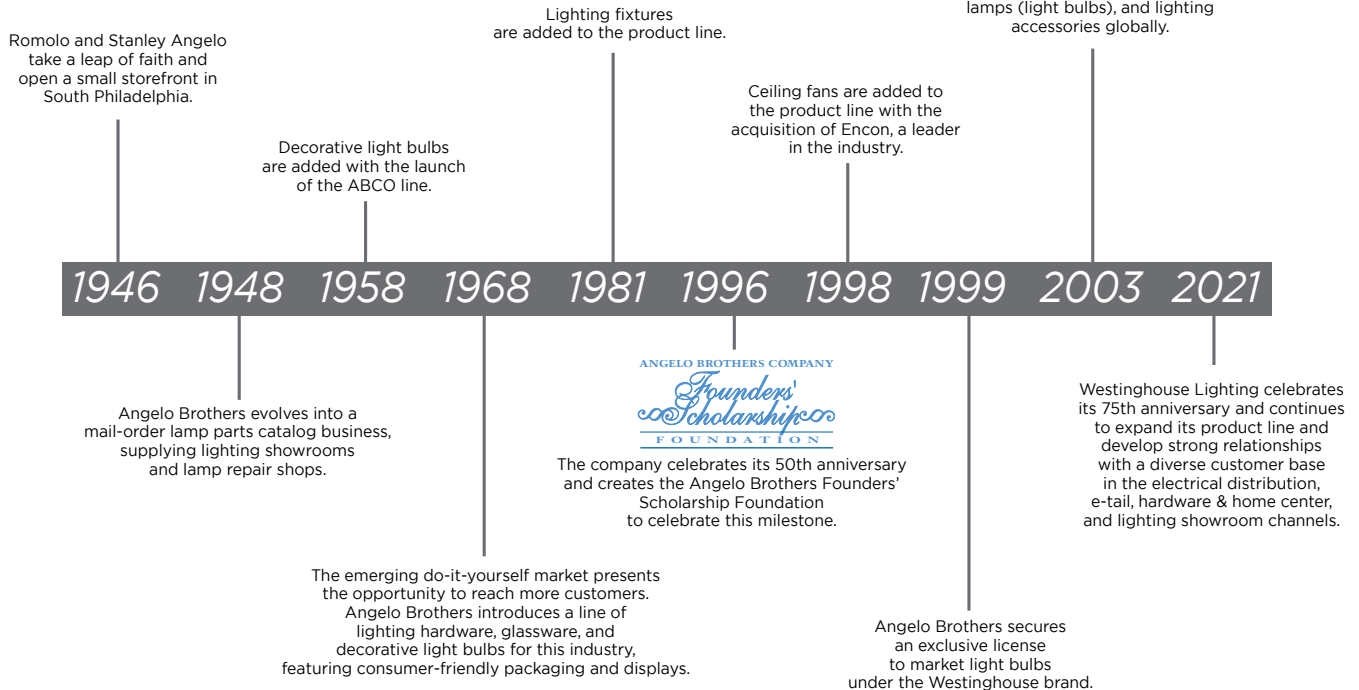 Romolo and Stanley Angelo
take a leap of faith and
open a small storefront in
South Philadelphia.
Decorative light bulbs
are added with the launch
of the ABCO line.
Lighting fixtures
are added to the product line.
Ceiling fans are added to
the product line with the
acquisition of Encon, a leader
in the industry.
lamps (light bulbs), and lighting
accessories globally.
1946 1948 1958 1968 1981 1996 1998 1999 2003 2021
Angelo Brothers evolves into a
mail-order lamp parts catalog business,
supplying lighting showrooms
and lamp repair shops.
The emerging do-it-yourself market presents
the opportunity to reach more customers.
Angelo Brothers introduces a line of
lighting hardware, glassware, and
decorative light bulbs for this industry,
featuring consumer-friendly packaging and displays.
ANGELO BROTHERS COMPANY
Founders'
Scholarship
FOUNDATION
The company celebrates its 50th anniversary
and creates the Angelo Brothers Founders’
Scholarship Foundation
to celebrate this milestone.
Angelo Brothers secures
an exclusive license
to market light bulbs
under the Westinghouse brand.
Westinghouse Lighting celebrates
its 75th anniversary and continues
to expand its product line and
develop strong relationships
with a diverse customer base
in the electrical distribution,
e-tail, hardware & home center,
and lighting showroom channels.